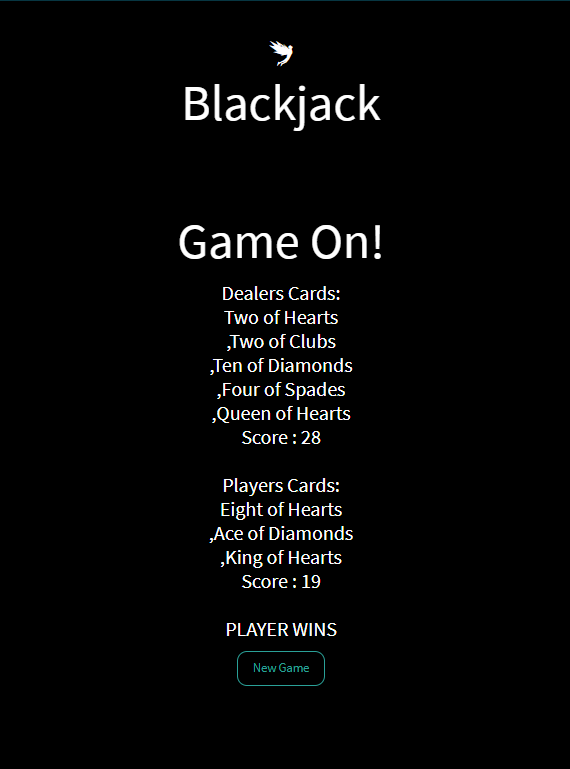 Blackjack
Game On!
Dealers Cards:
Two of Hearts
,Two of Clubs
,Ten of Diamonds
,Four of Spades
,Queen of Hearts
Score : 28
Players Cards:
Eight of Hearts
,Ace of Diamonds
,King of Hearts
Score : 19
PLAYER WINS
New Game